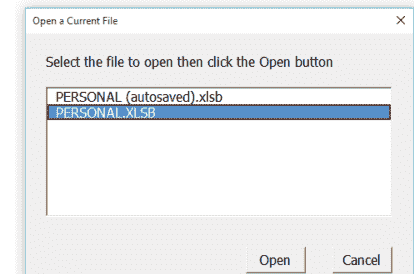 Open a Current File
Select the file to open then click the Open button
PERSONAL (autosaved).xlsb
PERSONAL.XLSB
Open Cancel